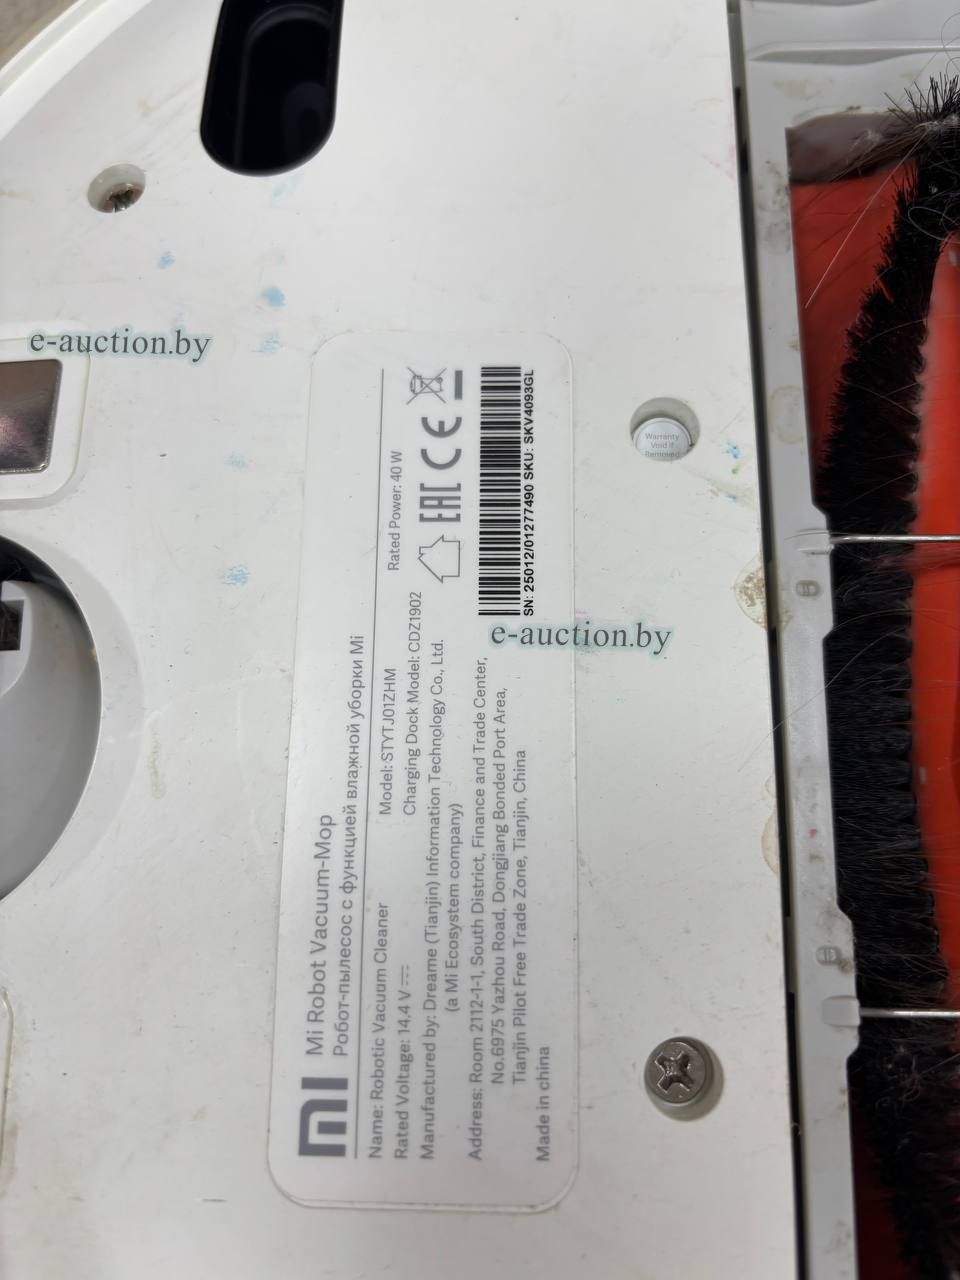 e-auction.by
mi
Mi Robot Vacuum-Mop
Робот-пылесос с функцией влажной уборки Mi
Name: Robotic Vacuum Cleaner Model: STYTJ01ZHM
Rated Voltage: 14.4 V Charging Dock Model: CDZ1902 Rated Power: 40 W
Manufactured by: Dreame (Tianjin) Information Technology Co., Ltd.
(a Mi Ecosystem company)
Address: Room 2112-1-1, South District, Finance and Trade Center,
No.6975 Yazhou Road, Dongjiang Bonded Port Area,
Tianjin Pilot Free Trade Zone, Tianjin, China
Made in china
EAC CE
SN: 25012/01277490 SKU: SKV4093GL
e-auction.by
Warranty
Void if
Removed